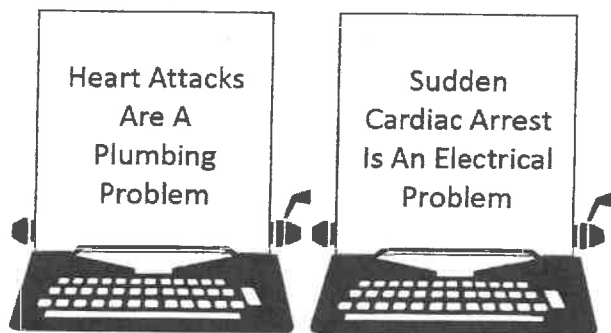 Heart Attacks
Are A
Plumbing
Problem
Sudden
Cardiac Arrest
Is An Electrical
Problem